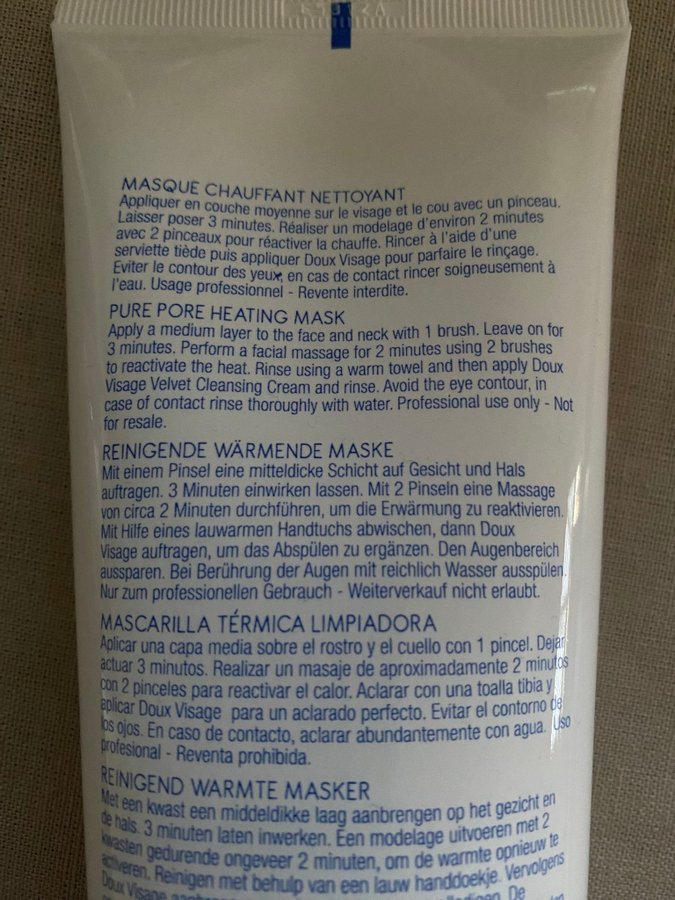 MASQUE CHAUFFANT NETTOYANT
Appliquer en couche moyenne sur le visage et le cou avec un pinceau.
Laisser poser 3 minutes. Réaliser un modelage d'environ 2 minutes
avec 2 pinceaux pour réactiver la chauffe. Rincer à l'aide d'une
serviette tiède puis appliquer Doux Visage pour parfaire le rinçage.
Eviter le contour des yeux, en cas de contact rincer soigneusement à
l'eau. Usage professionnel - Revente interdite.
PURE PORE HEATING MASK
Apply a medium layer to the face and neck with 1 brush. Leave on for
3 minutes. Perform a facial massage for 2 minutes using 2 brushes
to reactivate the heat. Rinse using a warm towel and then apply Doux
Visage Velvet Cleansing Cream and rinse. Avoid the eye contour, in
case of contact rinse thoroughly with water. Professional use only - Not
for resale.
REINIGENDE WÄRMENDE MASKE
Mit einem Pinsel eine mitteldicke Schicht auf Gesicht und Hals
auftragen. 3 Minuten einwirken lassen. Mit 2 Pinseln eine Massage
von circa 2 Minuten durchführen, um die Erwärmung zu reaktivieren.
Mit Hilfe eines lauwarmen Handtuchs abwischen, dann Doux
Visage auftragen, um das Abspülen zu ergänzen. Den Augenbereich
aussparen. Bei Berührung der Augen mit reichlich Wasser ausspülen.
Nur zum professionellen Gebrauch - Weiterverkauf nicht erlaubt.
MASCARILLA TÉRMICA LIMPIADORA
Aplicar una capa media sobre el rostro y el cuello con 1 pincel. Dejar
actuar 3 minutos. Realizar un masaje de aproximadamente 2 minutos
con 2 pinceles para reactivar el calor. Aclarar con una toalla tibia y
aplicar Doux Visage para un aclarado perfecto. Evitar el contorno de
los ojos. En caso de contacto, aclarar abundantemente con agua. Uso
profesional - Reventa prohibida.
REINIGEND WARMTE MASKER
Met een kwast een middeldikke laag aanbrengen op het gezicht en
de hals. 3 minuten laten inwerken. Een modelage uitvoeren met 2
kwasten gedurende ongeveer 2 minuten, om de warmte opnieuw te
activeren. Reinigen met behulp van een lauw handdoekje. Vervolgens
Doux Visage De